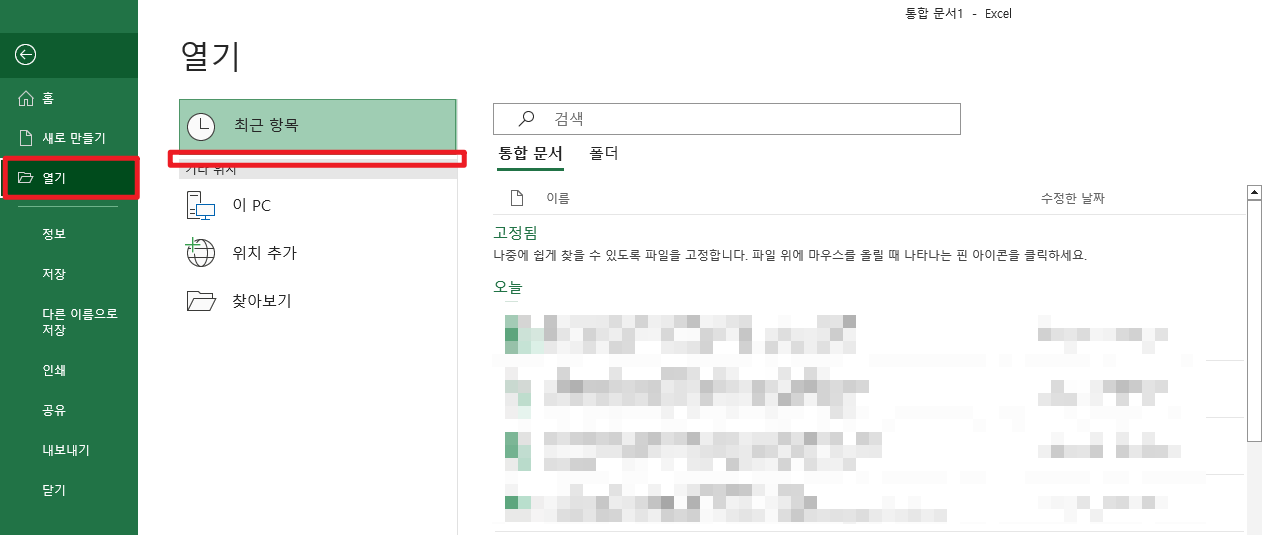 통합 문서1 - Excel
홈
새로 만들기
열기
정보
저장
다른 이름으로
저장
인쇄
공유
내보내기
닫기
열기
최근 항목
기타 위치
이 PC
위치 추가
찾아보기
검색
통합 문서 폴더
이름 수정한 날짜
고정됨
나중에 쉽게 찾을 수 있도록 파일을 고정합니다. 파일 위에 마우스를 올릴 때 나타나는 핀 아이콘을 클릭하세요.
오늘